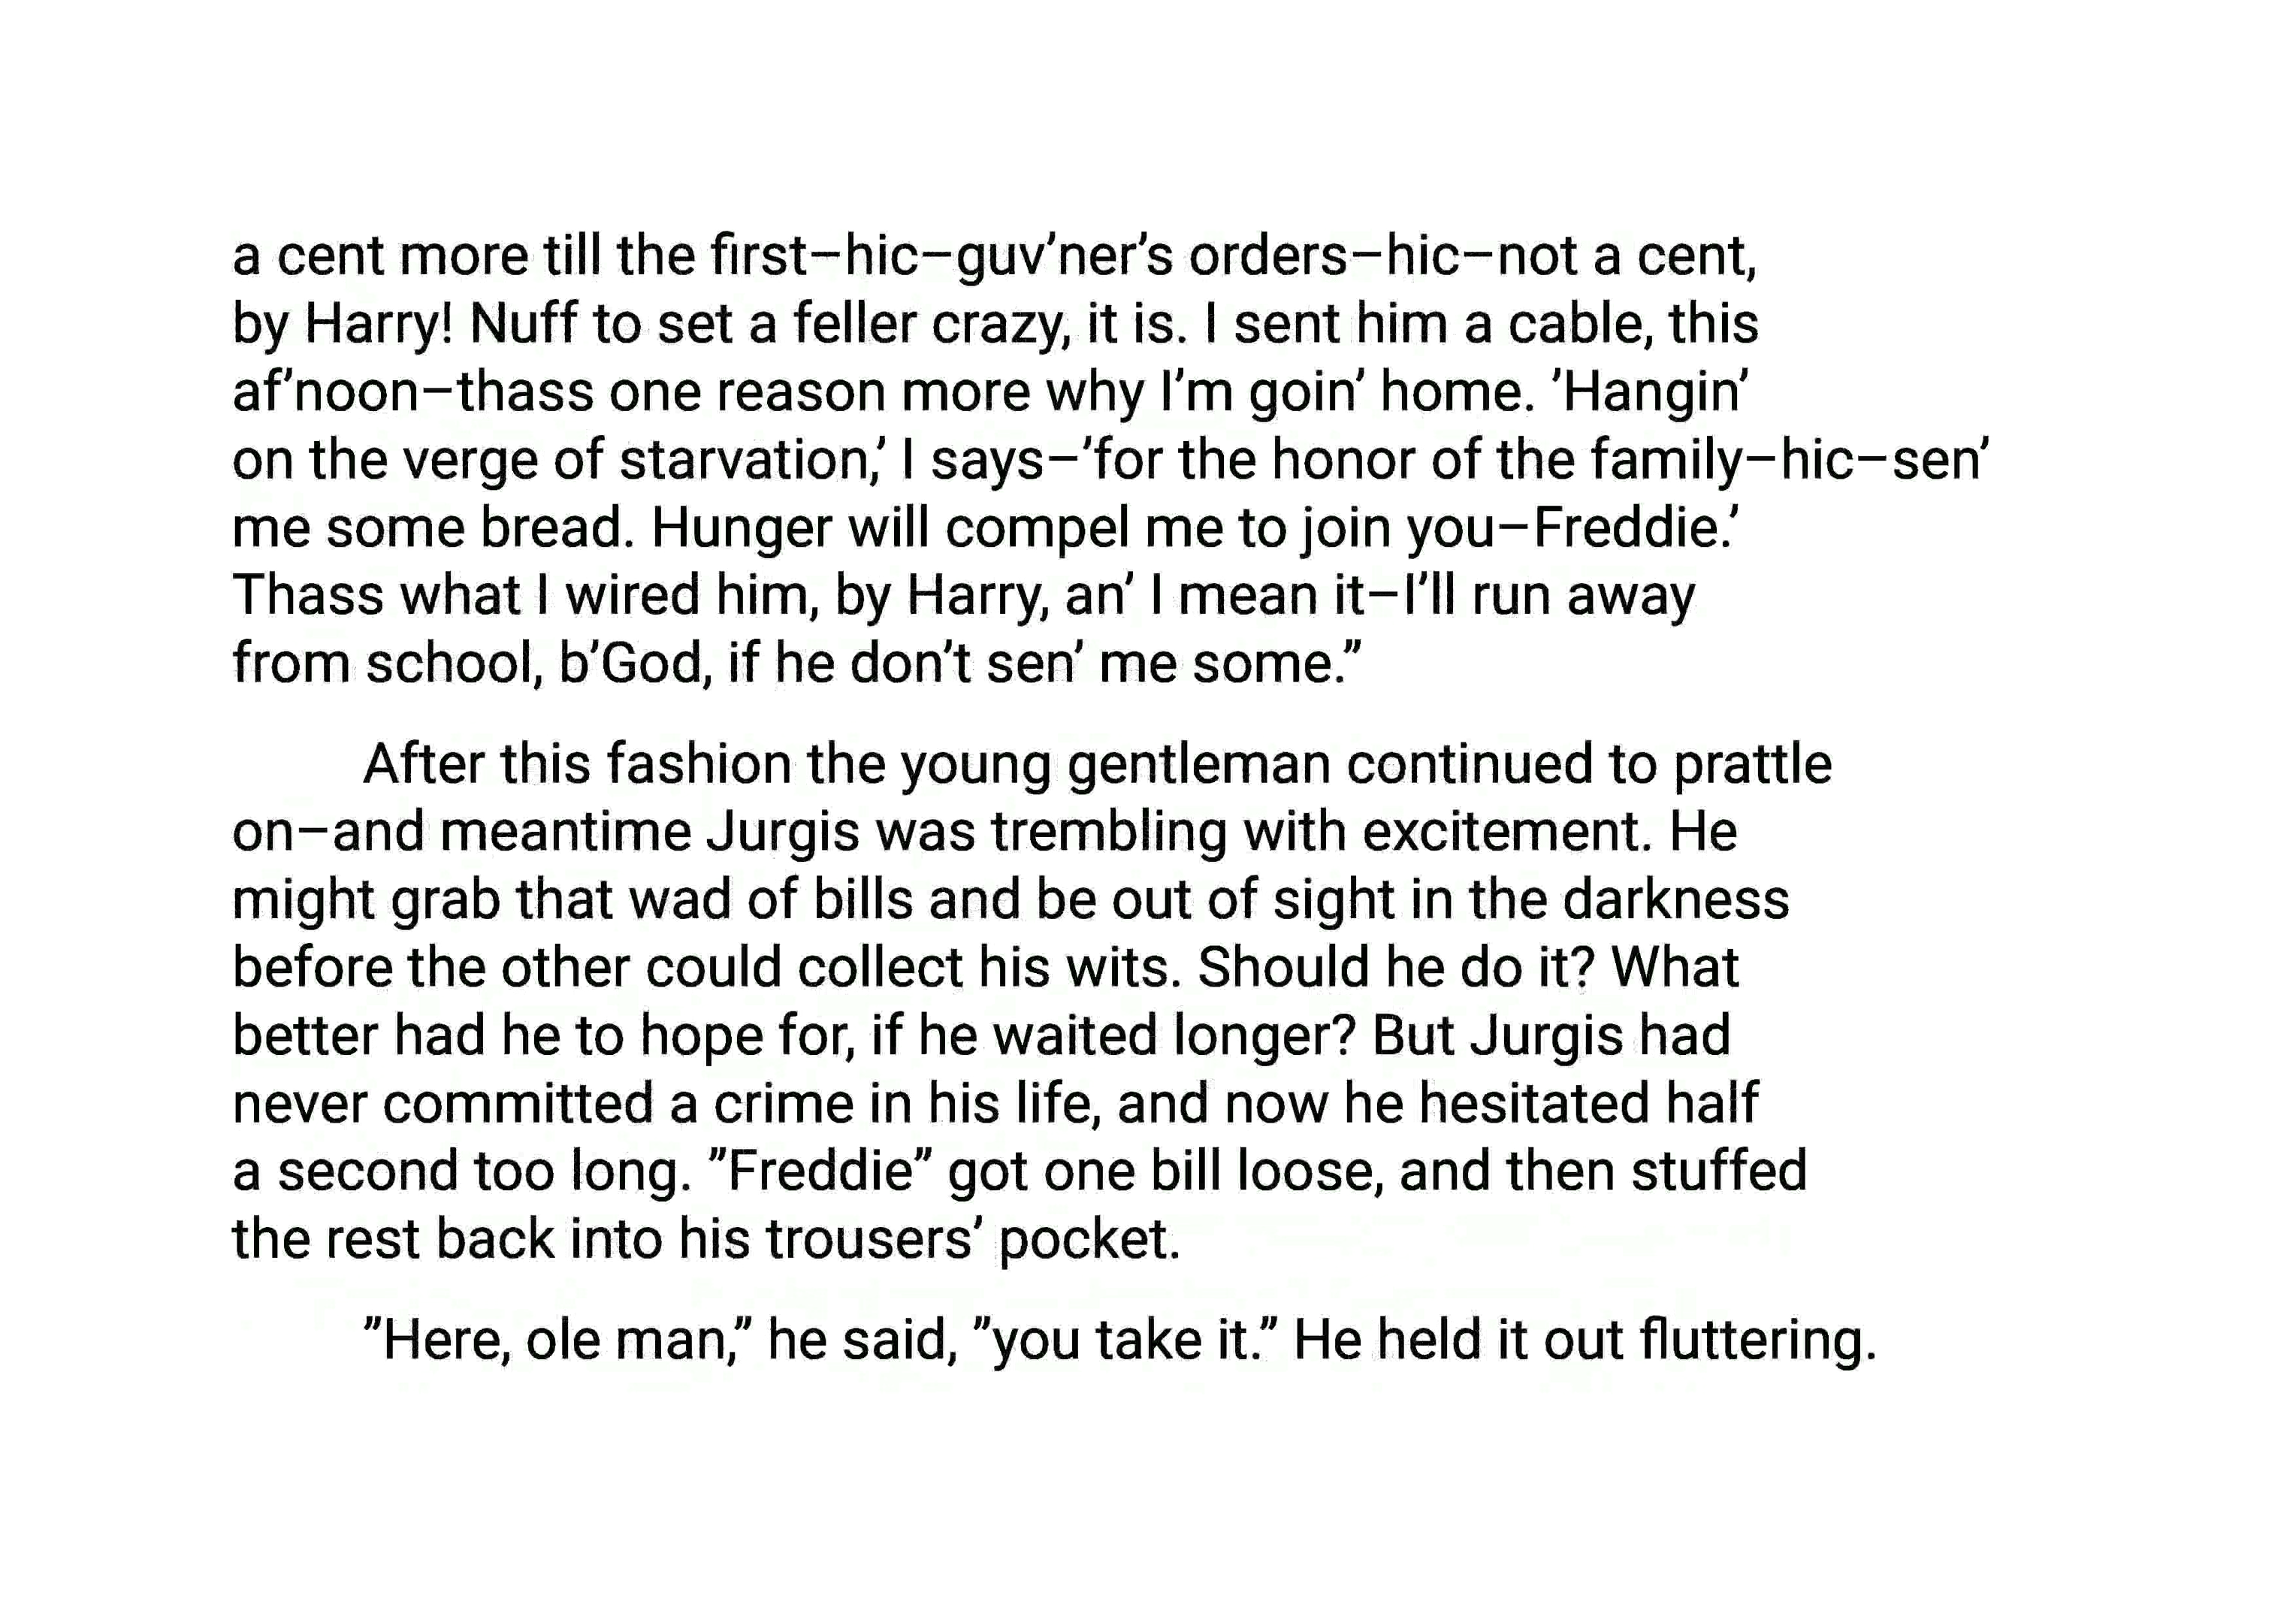 a cent more till the first–hic–guv’ner’s orders–hic–not a cent,
by Harry! Nuff to set a feller crazy, it is. I sent him a cable, this
af’noon–thass one reason more why I’m goin’ home. ’Hangin’
on the verge of starvation,’ I says–’for the honor of the family–hic–sen’
me some bread. Hunger will compel me to join you–Freddie.’
Thass what I wired him, by Harry, an’ I mean it–I’ll run away
from school, b’God, if he don’t sen’ me some.”
After this fashion the young gentleman continued to prattle
on–and meantime Jurgis was trembling with excitement. He
might grab that wad of bills and be out of sight in the darkness
before the other could collect his wits. Should he do it? What
better had he to hope for, if he waited longer? But Jurgis had
never committed a crime in his life, and now he hesitated half
a second too long. ”Freddie” got one bill loose, and then stuffed
the rest back into his trousers’ pocket.
”Here, ole man,” he said, ”you take it.” He held it out fluttering.